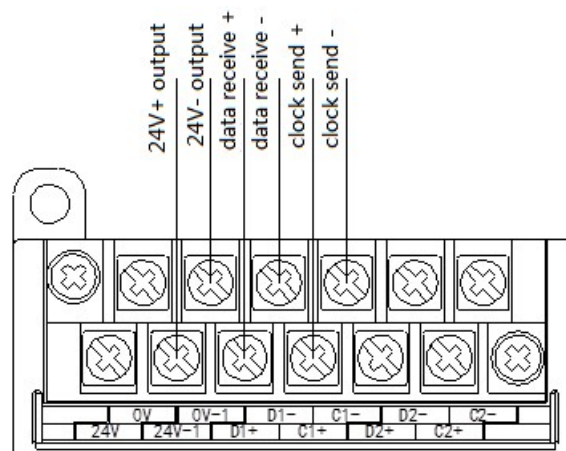 24V+ output
24V- output
data receive +
data receive -
clock send +
clock send -
0V 0V-1 D1- C1- D2- C2-
24V 24V-1 D1+ C1+ D2+ C2+